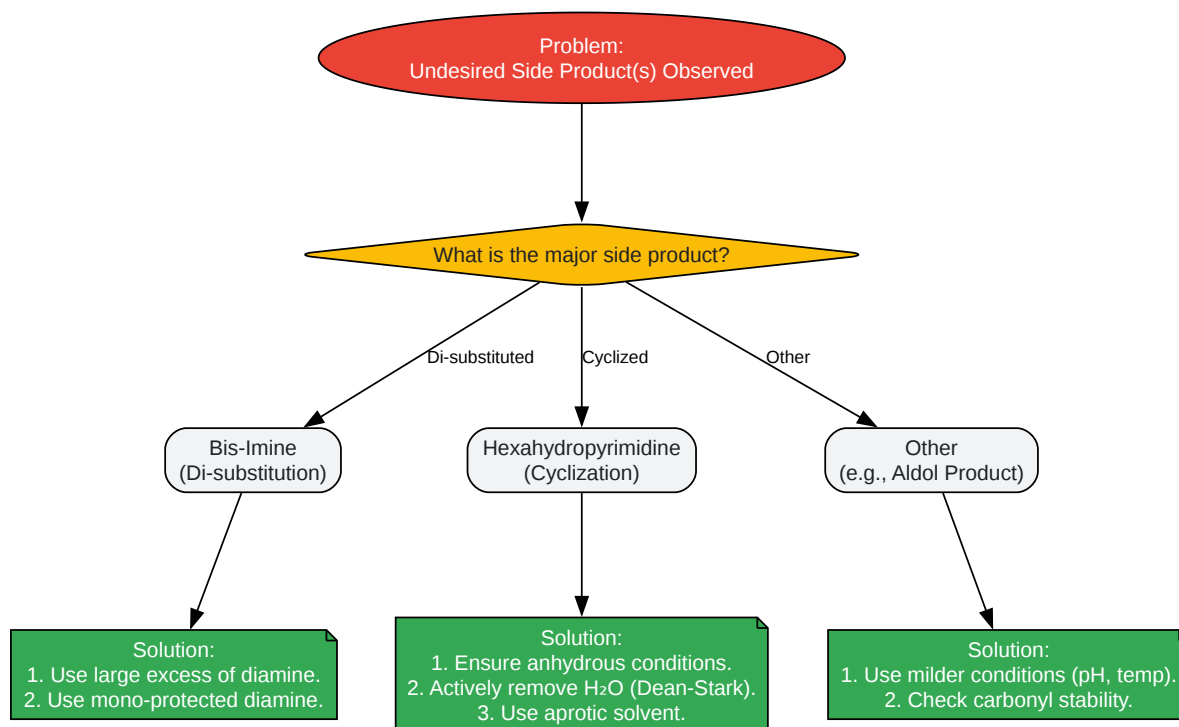 Problem:
Undesired Side Product(s) Observed
What is the major side product?
Di-substituted
Cyclized
Other
Bis-Imine
(Di-substitution)
Hexahydropyrimidine
(Cyclization)
Other
(e.g., Aldol Product)
Solution:
1. Use large excess of diamine.
2. Use mono-protected diamine.
Solution:
1. Ensure anhydrous conditions.
2. Actively remove H₂O (Dean-Stark).
3. Use aprotic solvent.
Solution:
1. Use milder conditions (pH, temp).
2. Check carbonyl stability.